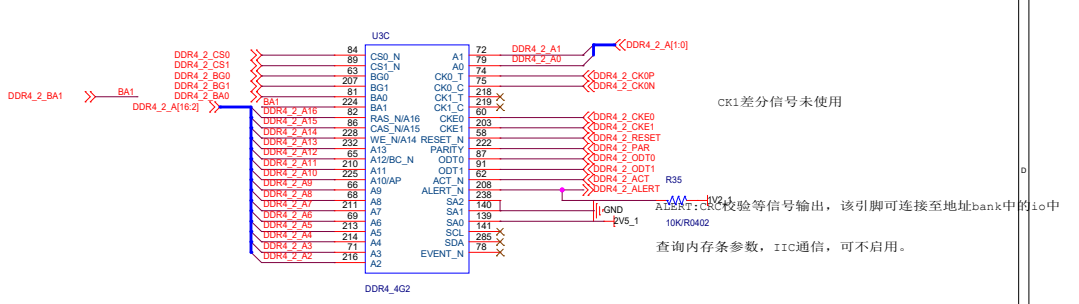 U3C
DDR4_2_CS0 84 CS0_N A1 72 DDR4_2_A1 DDR4_2_A[1:0]
DDR4_2_CS1 89 CS1_N A0 79 DDR4_2_A0
DDR4_2_BG0 63 BG0 CK0_T 74 DDR4_2_CK0P
DDR4_2_BG1 207 BG1 CK0_C 75 DDR4_2_CK0N
DDR4_2_BA1 BA1 DDR4_2_BA0 81 BA0 CK1_T 218
DDR4_2_A[16:2] BA1 224 BA1 CK1_C 219 CK1差分信号未使用
DDR4_2_A16 82 RAS_N/A16 CKE0 60 DDR4_2_CKE0
DDR4_2_A15 86 CAS_N/A15 CKE1 203 DDR4_2_CKE1
DDR4_2_A14 228 WE_N/A14 RESET_N 58 DDR4_2_RESET
DDR4_2_A13 232 A13 PARITY 222 DDR4_2_PAR
DDR4_2_A12 65 A12/BC_N ODT0 87 DDR4_2_ODT0
DDR4_2_A11 210 A11 ODT1 91 DDR4_2_ODT1
DDR4_2_A10 225 A10/AP ACT_N 62 DDR4_2_ACT R35
DDR4_2_A9 66 A9 ALERT_N 208 DDR4_2_ALERT
DDR4_2_A8 68 A8 SA2 238 1V2_1
DDR4_2_A7 211 A7 SA1 140 GND ALERT:CRC校验等信号输出，该引脚可连接至地址bank中的io中
DDR4_2_A6 69 A6 SA0 139 2V5_1 10K/R0402
DDR4_2_A5 213 A5 SCL 141
DDR4_2_A4 214 A4 SDA 285
DDR4_2_A3 71 A3 EVENT_N 78 查询内存条参数，IIC通信，可不启用。
DDR4_2_A2 216 A2
DDR4_4G2
D